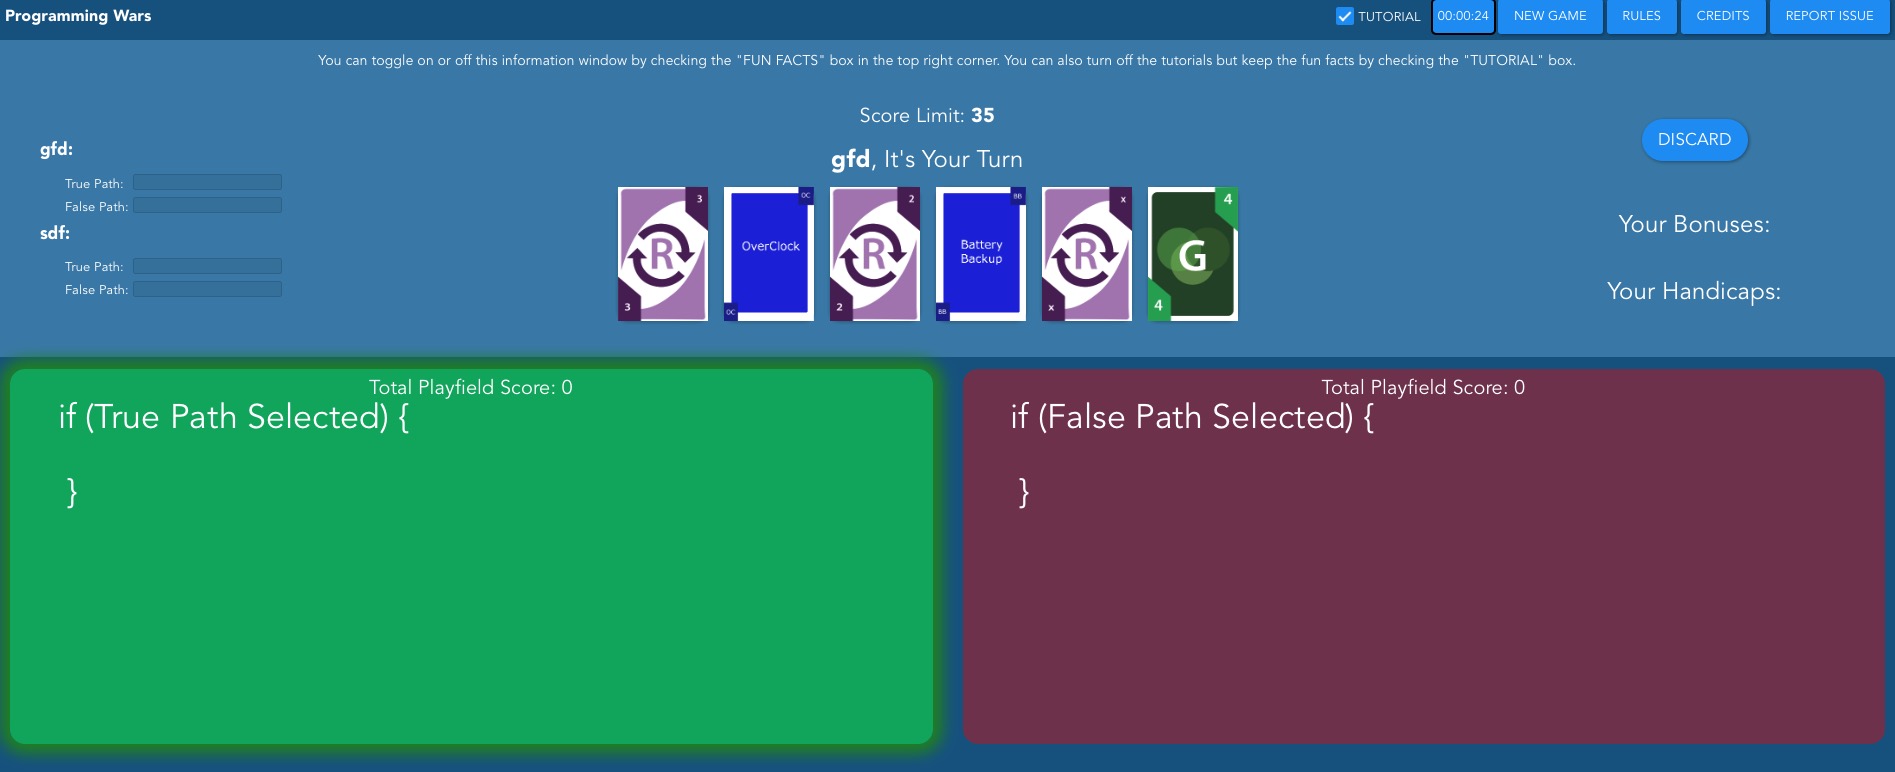 Programming Wars
TUTORIAL
00:00:24
NEW GAME
RULES
CREDITS
REPORT ISSUE
You can toggle on or off this information window by checking the "FUN FACTS" box in the top right corner. You can also turn off the tutorials but keep the fun facts by checking the "TUTORIAL" box.
Score Limit: 35
gfd, It's Your Turn
gfd:
True Path:
False Path:
sdf:
True Path:
False Path:
3
R
3
OC
OverClock
OC
2
R
2
BB
Battery
Backup
BB
x
R
x
4
G
4
DISCARD
Your Bonuses:
Your Handicaps:
Total Playfield Score: 0
if (True Path Selected) {
}
Total Playfield Score: 0
if (False Path Selected) {
}